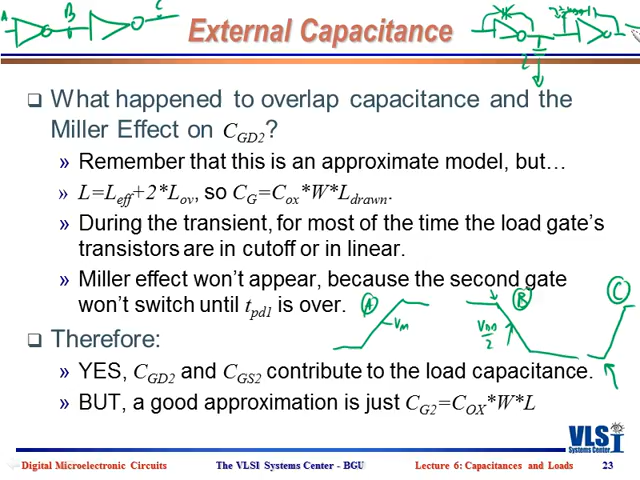 A B C
External Capacitance
What happened to overlap capacitance and the
Miller Effect on C_GD2?
» Remember that this is an approximate model, but…
» L=L_eff+2*L_ov, so C_G=C_ox*W*L_drawn.
» During the transient, for most of the time the load gate's
transistors are in cutoff or in linear.
» Miller effect won't appear, because the second gate
won't switch until t_pd1 is over.
A V_M B V_DD/2 C
Therefore:
» YES, C_GD2 and C_GS2 contribute to the load capacitance.
» BUT, a good approximation is just C_G2=C_OX*W*L
VLSI
Systems Center
Digital Microelectronic Circuits The VLSI Systems Center - BGU Lecture 6: Capacitances and Loads 23